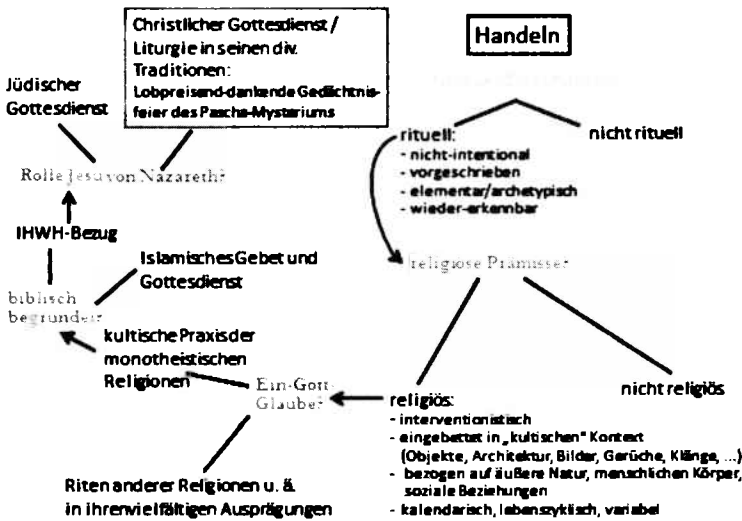 Handeln
rituell:
- nicht-intentional
- vorgeschrieben
- elementar/archetypisch
- wieder-erkennbar
nicht rituell
religiöse Prämisse?
religiös:
- interventionistisch
- eingebettet in „kultischen" Kontext
(Objekte, Architektur, Bilder, Gerüche, Klänge, ...)
- bezogen auf äußere Natur, menschlichen Körper,
soziale Beziehungen
- kalendarisch, lebenszyklisch, variabel
nicht religiös
Ein-Gott-
Glaube?
Riten anderer Religionen u. ä.
in ihrenvielfältigen Ausprägungen
kultische Praxis der
monotheistischen
Religionen
biblisch
begründet?
Islamisches Gebet und
Gottesdienst
IHWH-Bezug
Rolle Jesu von Nazareth?
Jüdischer
Gottesdienst
Christlicher Gottesdienst /
Liturgie in seinen div.
Traditionen:
Lobpreisend-dankende Gedächtnis-
feier des Pascha-Mysteriums